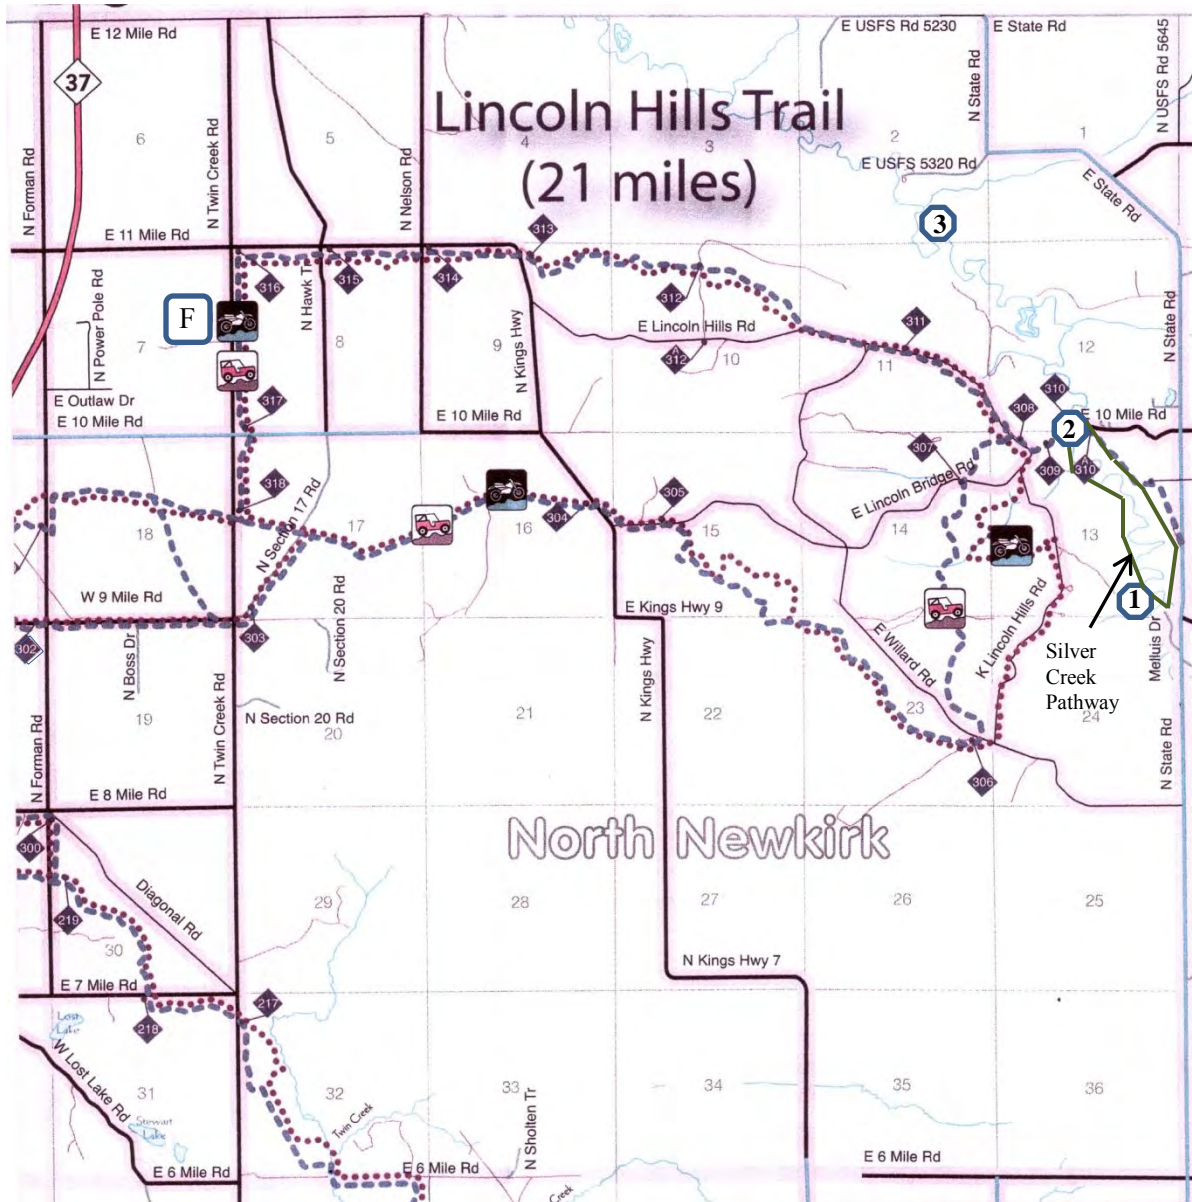 E 12 Mile Rd
E USFS Rd 5230
E State Rd
37
N Forman Rd
N Twin Creek Rd
N Nelson Rd
N State Rd
N USFS Rd 5645
Lincoln Hills Trail
(21 miles)
6
5
4
3
2
1
E USFS 5320 Rd
E State Rd
3
E 11 Mile Rd
313
316
315
314
312
N Hawk Tr
N Power Pole Rd
F
7
8
9
N Kings Hwy
E Lincoln Hills Rd
A
312
10
311
11
12
N State Rd
E Outlaw Dr
E 10 Mile Rd
317
E 10 Mile Rd
310
E 10 Mile Rd
308
2
307
309
A
310
318
N Section 17 Rd
305
304
E Lincoln Bridge Rd
18
17
16
15
14
13
W 9 Mile Rd
N Section 20 Rd
E Kings Hwy 9
1
302
303
N Boss Dr
E Willard Rd
K Lincoln Hills Rd
Silver
Creek
Pathway
Melluis Dr
N Kings Hwy
19
N Section 20 Rd
20
21
22
23
24
N Forman Rd
N Twin Creek Rd
N State Rd
306
E 8 Mile Rd
300
North Newkirk
Diagonal Rd
219
30
29
28
27
26
25
E 7 Mile Rd
N Kings Hwy 7
217
218
Lost
Lake
W Lost Lake Rd
31
32
33
34
35
36
Stewart
Lake
Twin Creek
N Sholten Tr
E 6 Mile Rd
E 6 Mile Rd
E 6 Mile Rd
Creek